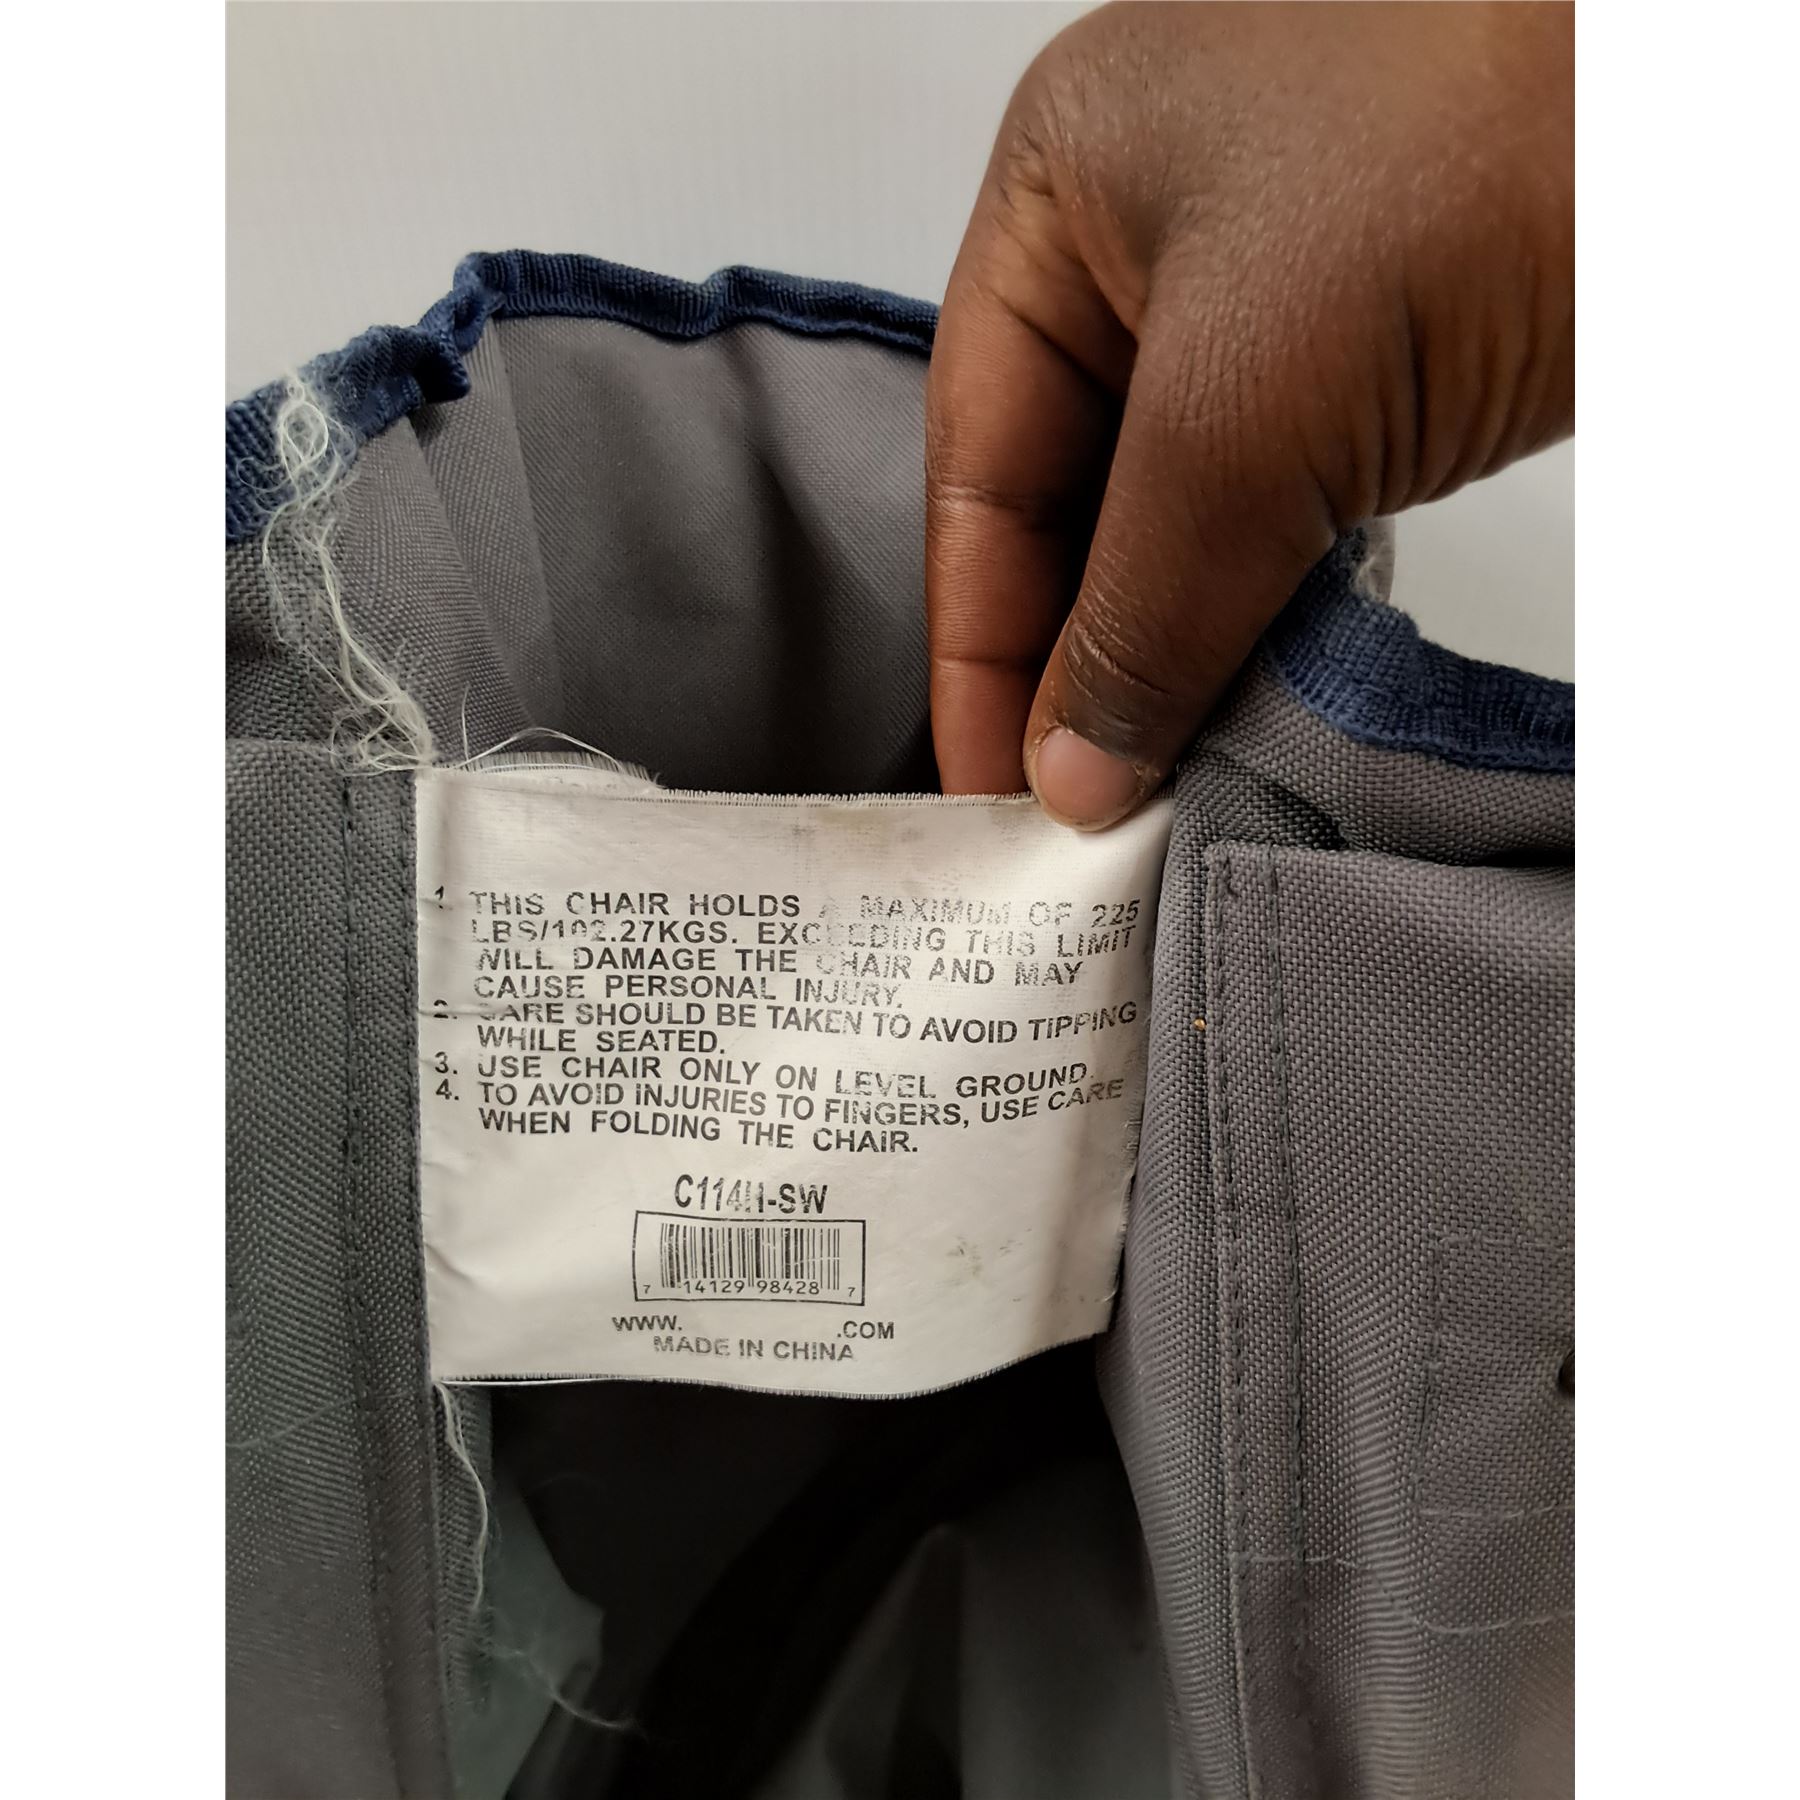 1. THIS CHAIR HOLDS A MAXIMUM OF 225
LBS/102.27KGS. EXCEEDING THIS LIMIT
WILL DAMAGE THE CHAIR AND MAY
CAUSE PERSONAL INJURY.
2. CARE SHOULD BE TAKEN TO AVOID TIPPING
WHILE SEATED.
3. USE CHAIR ONLY ON LEVEL GROUND.
4. TO AVOID INJURIES TO FINGERS, USE CARE
WHEN FOLDING THE CHAIR.
C114H-SW
7 14129 98428 7
WWW. .COM
MADE IN CHINA